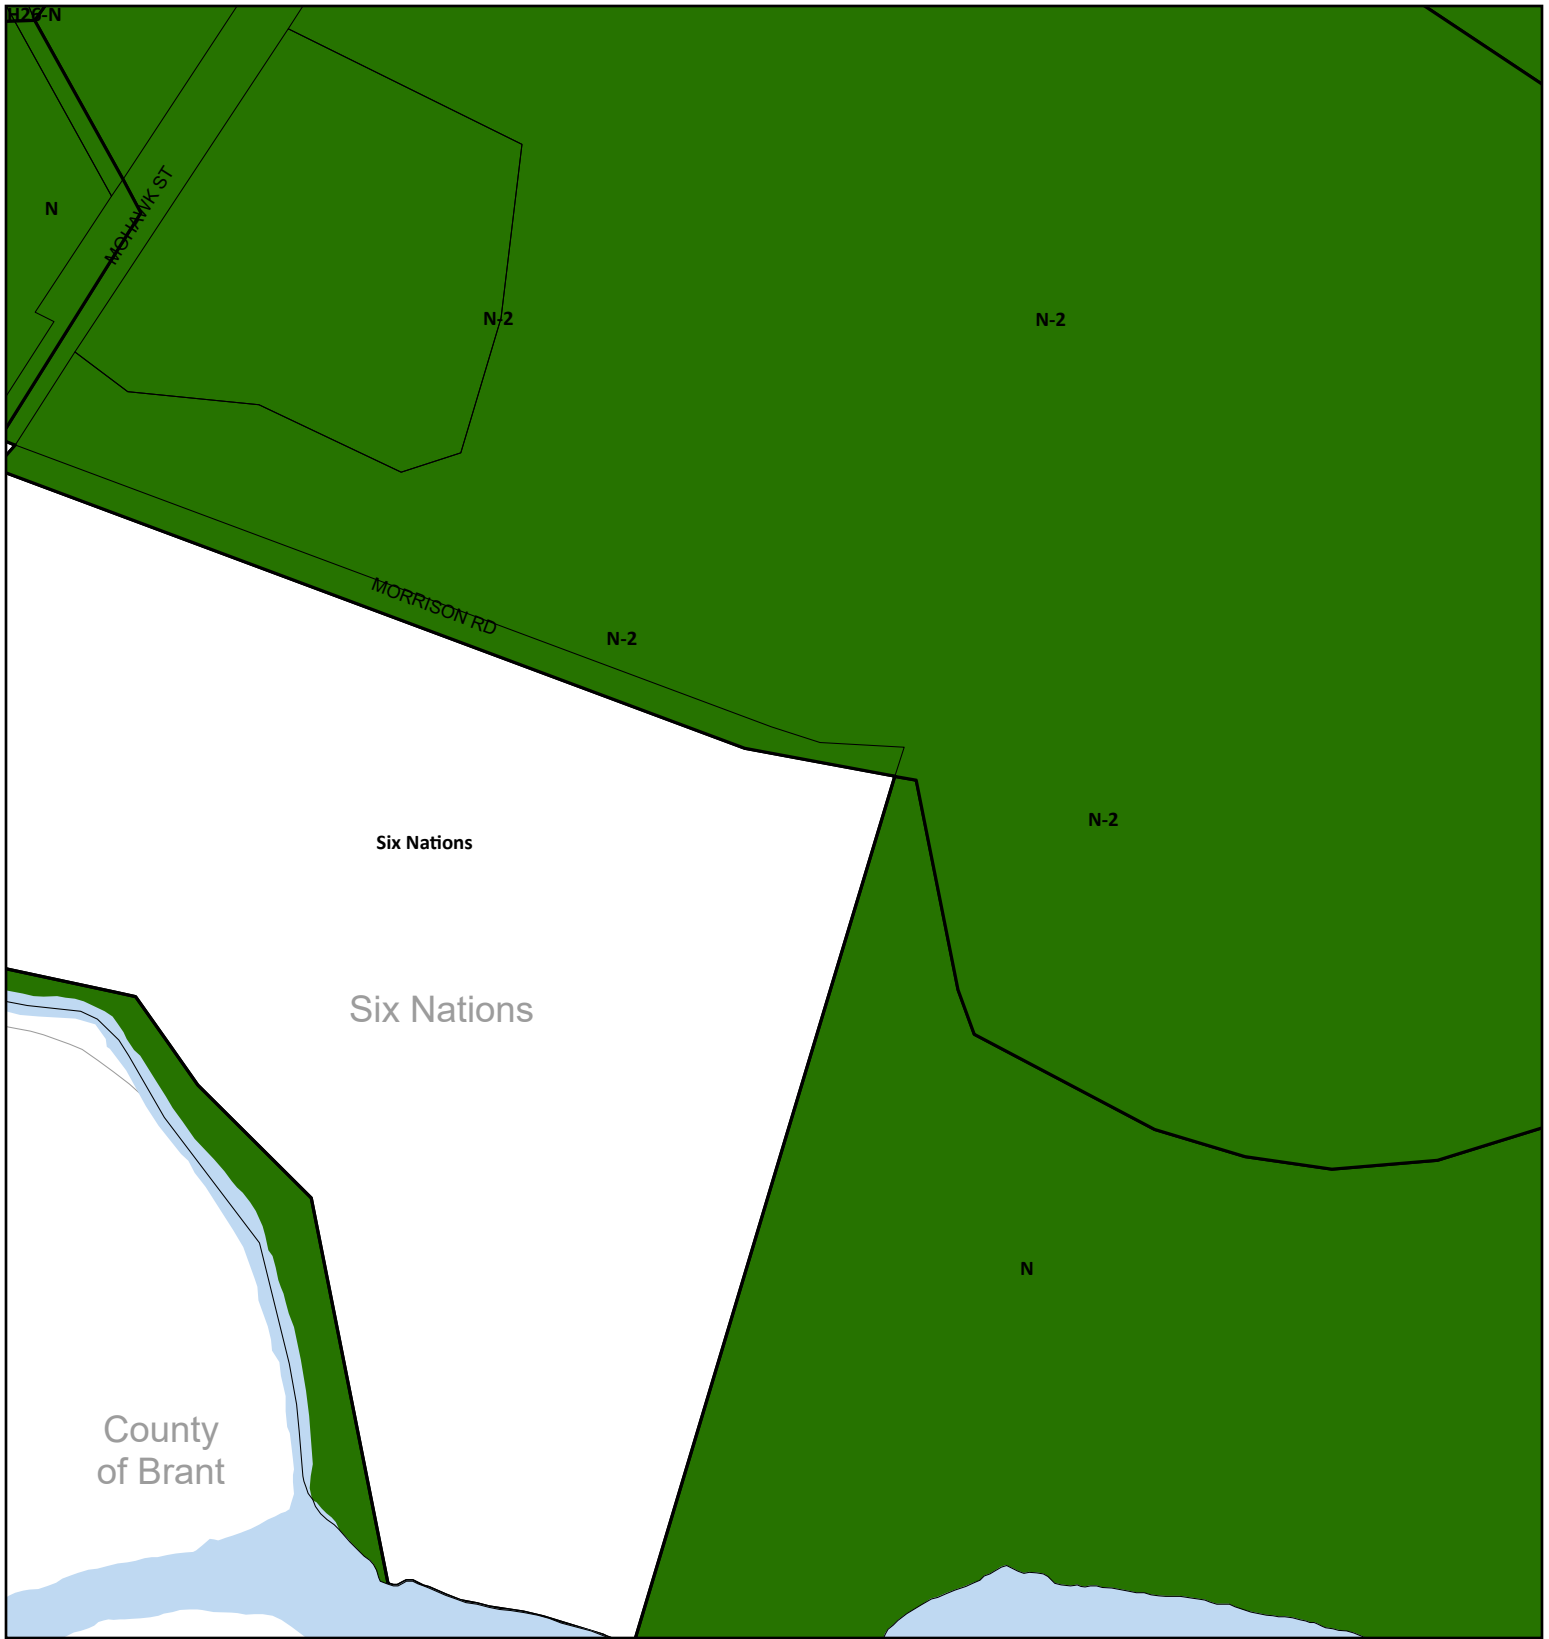 N
MOHAWK ST
N-2
N-2
MORRISON RD
N-2
N-2
Six Nations
Six Nations
N
County
of Brant